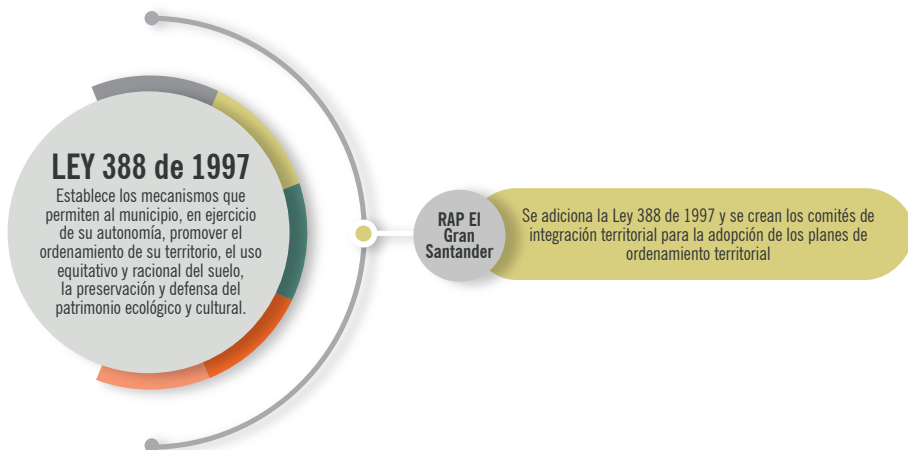 LEY 388 de 1997
Establece los mecanismos que
permiten al municipio, en ejercicio
de su autonomía, promover el
ordenamiento de su territorio, el uso
equitativo y racional del suelo,
la preservación y defensa del
patrimonio ecológico y cultural.
RAP El
Gran
Santander
Se adiciona la Ley 388 de 1997 y se crean los comités de
integración territorial para la adopción de los planes de
ordenamiento territorial